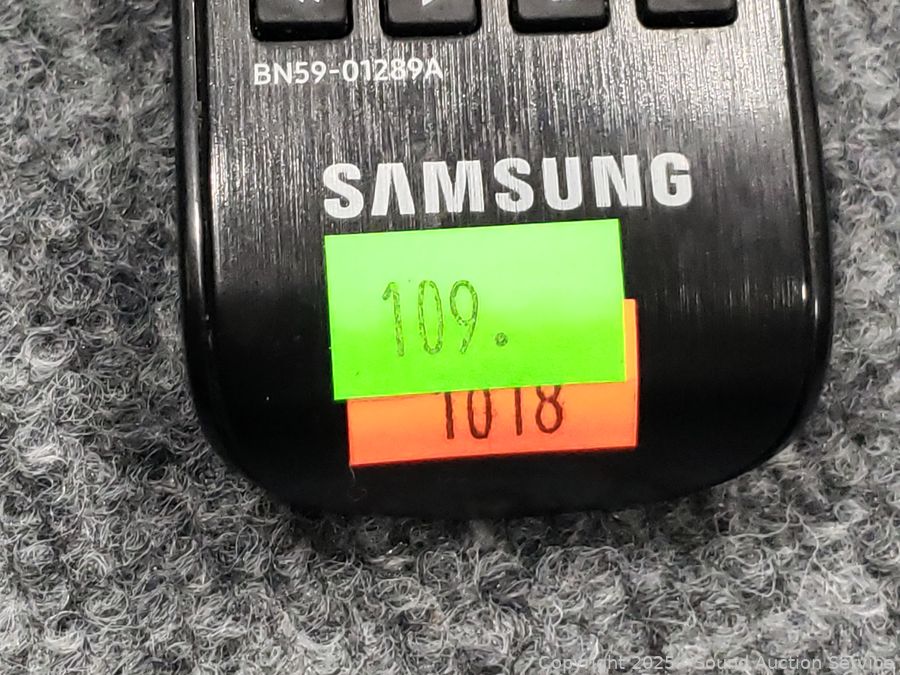 BN59-01289A
SAMSUNG
109.
1018
Copyright 2025 - Sound Auction Service